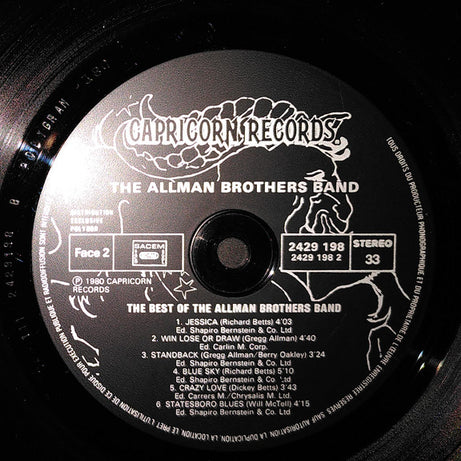 CAPRICORN RECORDS.
THE ALLMAN BROTHERS BAND
DISTRIBUTION
EXCLUSIVE
POLYDOR
Face 2
SACEM
2429 198
2429 198 2
STEREO
33
℗ 1980 CAPRICORN
RECORDS
THE BEST OF THE ALLMAN BROTHERS BAND
1. JESSICA (Richard Betts) 4'03
Ed. Shapiro Bernstein & Co. Ltd
2. WIN LOSE OR DRAW (Gregg Allman) 4'40
Ed. Carlin M. Corp.
3. STANDBACK (Gregg Allman/Berry Oakley) 3'24
Ed. Shapiro Bernstein & Co. Ltd
4. BLUE SKY (Richard Betts) 5'10
Ed. Shapiro Bernstein & Co Ltd
5. CRAZY LOVE (Dickey Betts) 3'43
Ed. Carrers M./Chrysalis M. Ltd.
6 STATESBORO BLUES (Will McTell) 4'15
Ed. Shapiro Bernstein & Co. Ltd
TOUS DROITS DU PRODUCTEUR PHONOGRAPHIQUE ET DU PROPRIETAIRE DE L'ŒUVRE ENREGISTREE RESERVES SAUF AUTORISATION, LA DUPLICATION, LA LOCATION, LE PRET, L'UTILISATION DE CE DISQUE POUR EXECUTION PUBLIQUE ET RADIODIFFUSION SONT
POLYGRAM